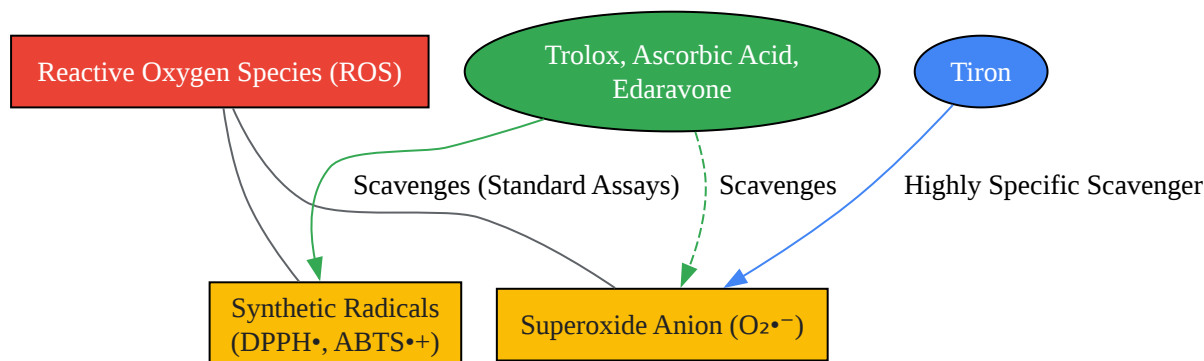 Reactive Oxygen Species (ROS)
Trolox, Ascorbic Acid,
Edaravone
Tiron
Scavenges (Standard Assays)
Scavenges
Highly Specific Scavenger
Synthetic Radicals
(DPPH•, ABTS•+)
Superoxide Anion (O₂•⁻)